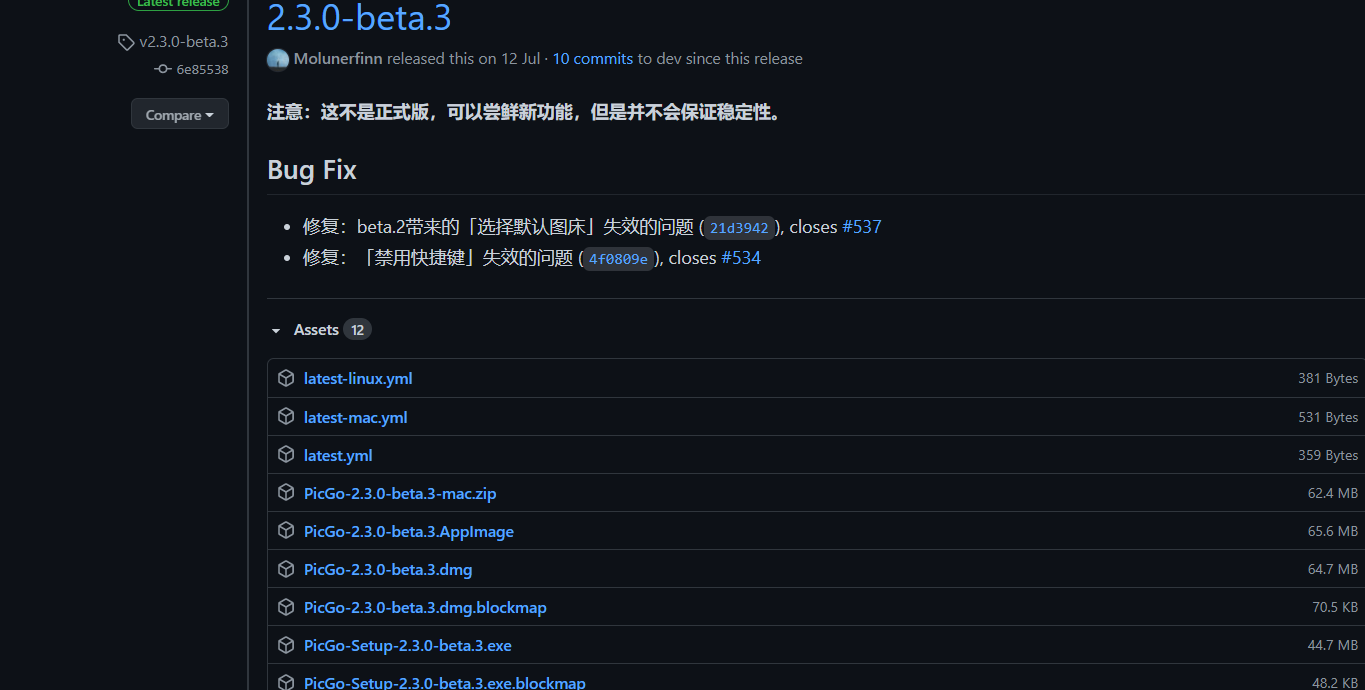 Latest release
2.3.0-beta.3
v2.3.0-beta.3
Molunerfinn released this on 12 Jul · 10 commits to dev since this release
6e85538
Compare
注意：这不是正式版，可以尝鲜新功能，但是并不会保证稳定性。
Bug Fix
修复：beta.2带来的「选择默认图床」失效的问题 (21d3942), closes #537
修复：「禁用快捷键」失效的问题 (4f0809e), closes #534
Assets 12
latest-linux.yml 381 Bytes
latest-mac.yml 531 Bytes
latest.yml 359 Bytes
PicGo-2.3.0-beta.3-mac.zip 62.4 MB
PicGo-2.3.0-beta.3.AppImage 65.6 MB
PicGo-2.3.0-beta.3.dmg 64.7 MB
PicGo-2.3.0-beta.3.dmg.blockmap 70.5 KB
PicGo-Setup-2.3.0-beta.3.exe 44.7 MB
PicGo-Setup-2.3.0-beta.3.exe.blockmap 48.2 KB